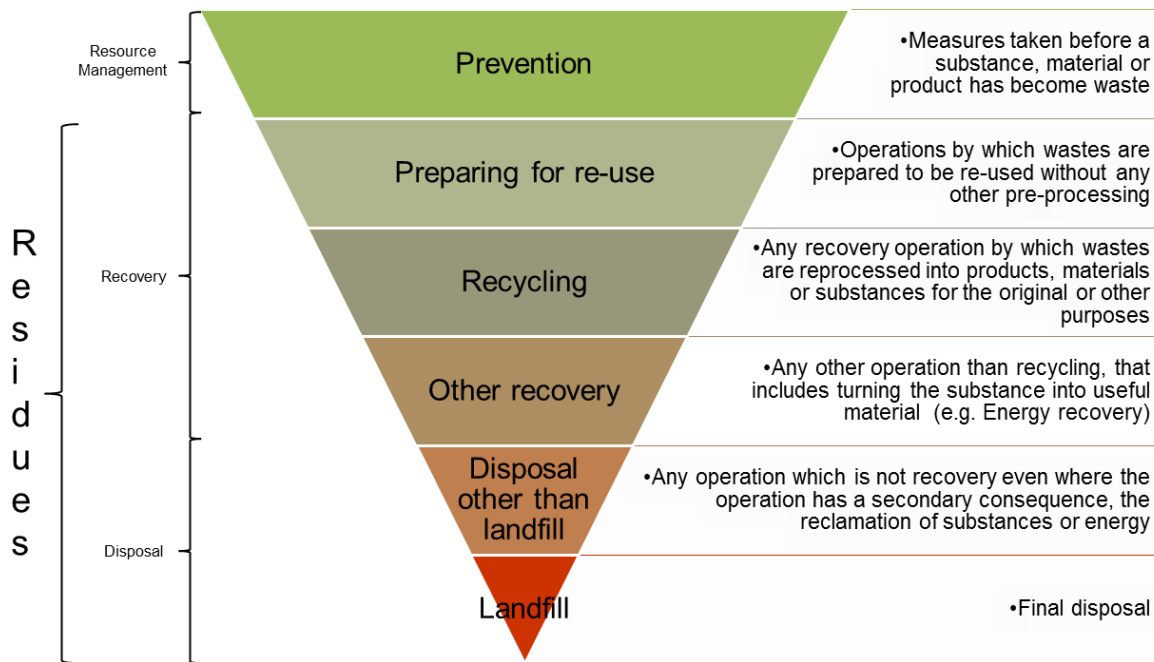 Resource
Management
Prevention
•Measures taken before a
substance, material or
product has become waste
Residues
Recovery
Preparing for re-use
•Operations by which wastes are
prepared to be re-used without any
other pre-processing
Recycling
•Any recovery operation by which wastes
are reprocessed into products, materials
or substances for the original or other
purposes
Other recovery
•Any other operation than recycling, that
includes turning the substance into useful
material (e.g. Energy recovery)
Disposal
Disposal
other than
landfill
•Any operation which is not recovery even where the
operation has a secondary consequence, the
reclamation of substances or energy
Landfill
•Final disposal